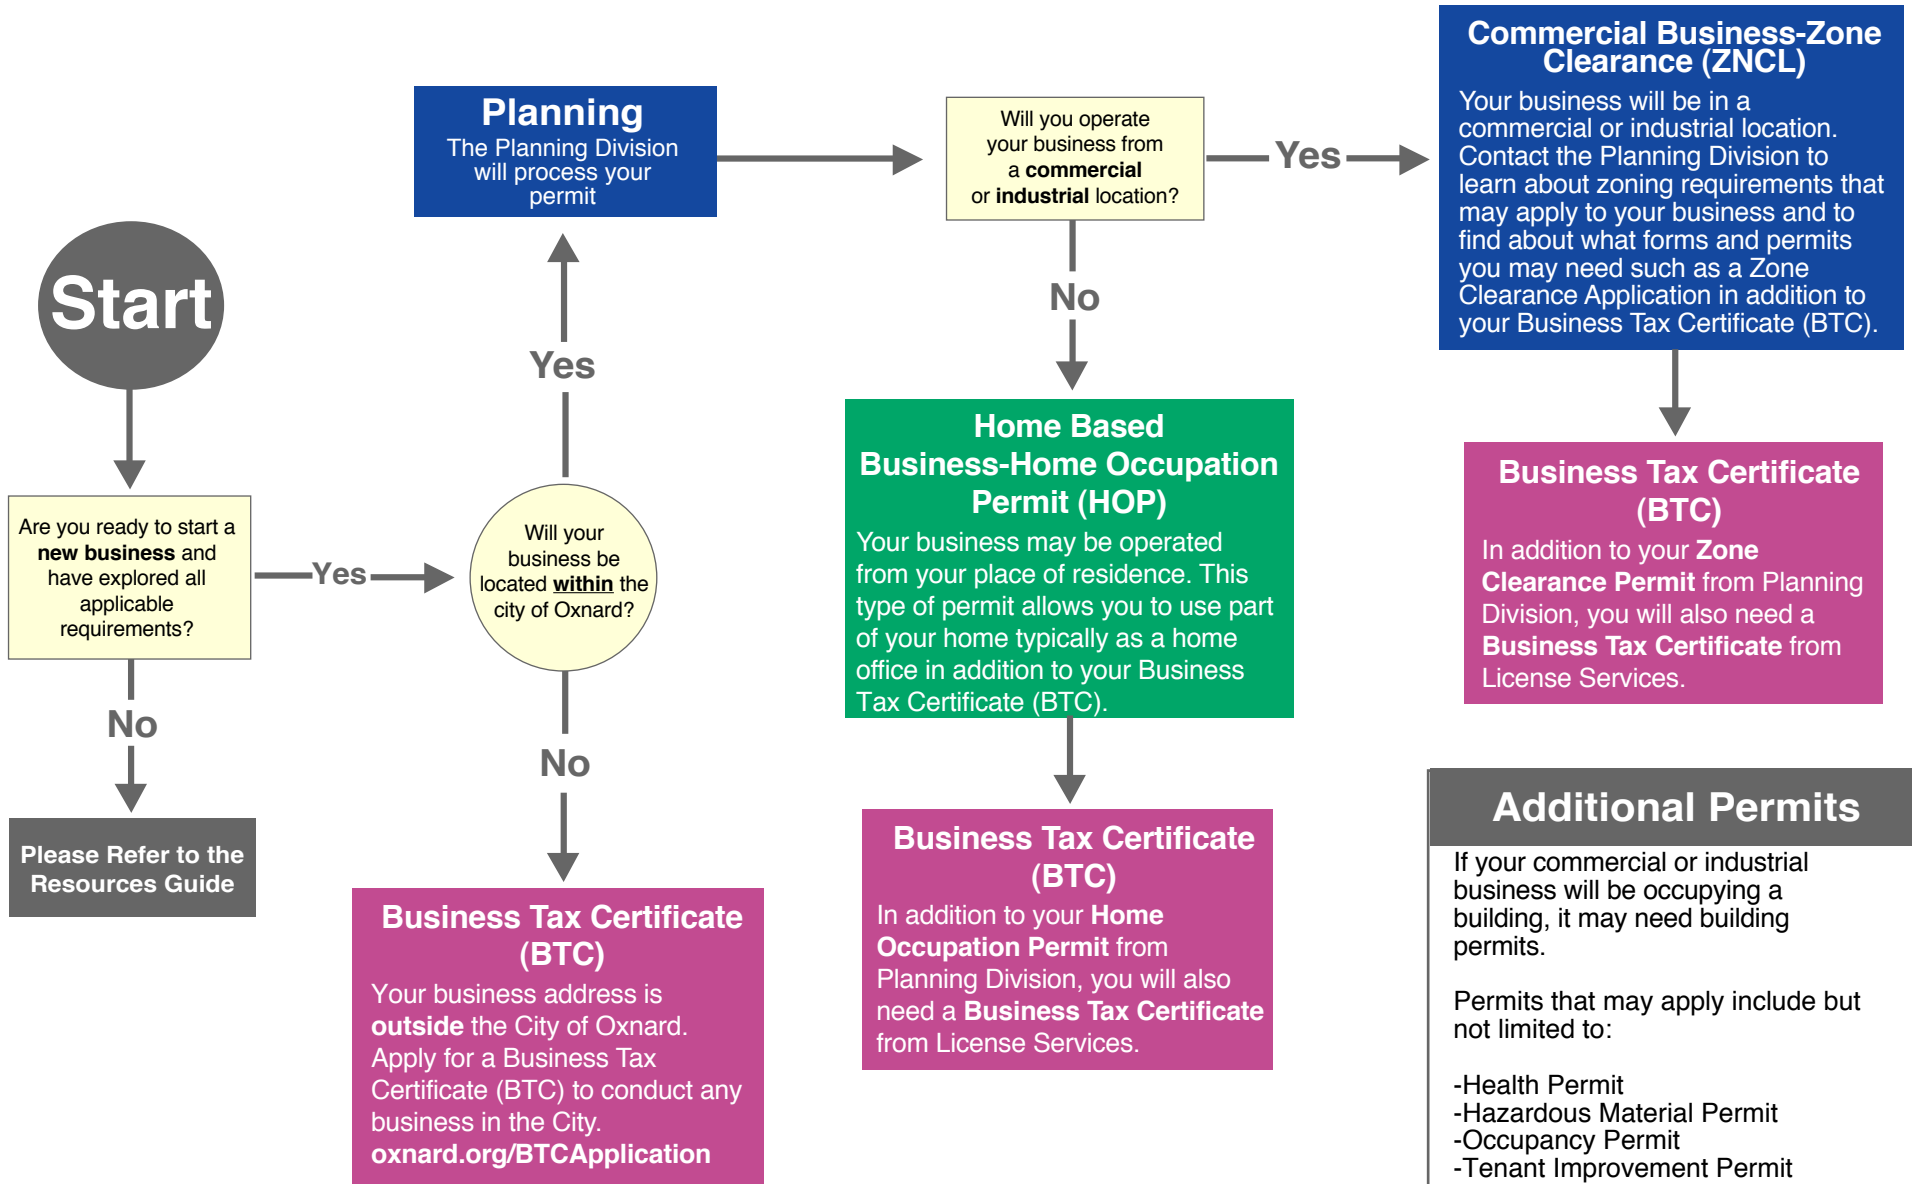 Start
Are you ready to start a
new business and
have explored all
applicable
requirements?
Yes
No
Please Refer to the
Resources Guide
Will your
business be
located within the
city of Oxnard?
Yes
No
Business Tax Certificate
(BTC)
Your business address is
outside the City of Oxnard.
Apply for a Business Tax
Certificate (BTC) to conduct any
business in the City.
oxnard.org/BTCApplication
Planning
The Planning Division
will process your
permit
Will you operate
your business from
a commercial
or industrial location?
Yes
No
Home Based
Business-Home Occupation
Permit (HOP)
Your business may be operated
from your place of residence. This
type of permit allows you to use part
of your home typically as a home
office in addition to your Business
Tax Certificate (BTC).
Business Tax Certificate
(BTC)
In addition to your Home
Occupation Permit from
Planning Division, you will also
need a Business Tax Certificate
from License Services.
Commercial Business-Zone
Clearance (ZNCL)
Your business will be in a
commercial or industrial location.
Contact the Planning Division to
learn about zoning requirements that
may apply to your business and to
find about what forms and permits
you may need such as a Zone
Clearance Application in addition to
your Business Tax Certificate (BTC).
Business Tax Certificate
(BTC)
In addition to your Zone
Clearance Permit from Planning
Division, you will also need a
Business Tax Certificate from
License Services.
Additional Permits
If your commercial or industrial
business will be occupying a
building, it may need building
permits.
Permits that may apply include but
not limited to:
-Health Permit
-Hazardous Material Permit
-Occupancy Permit
-Tenant Improvement Permit